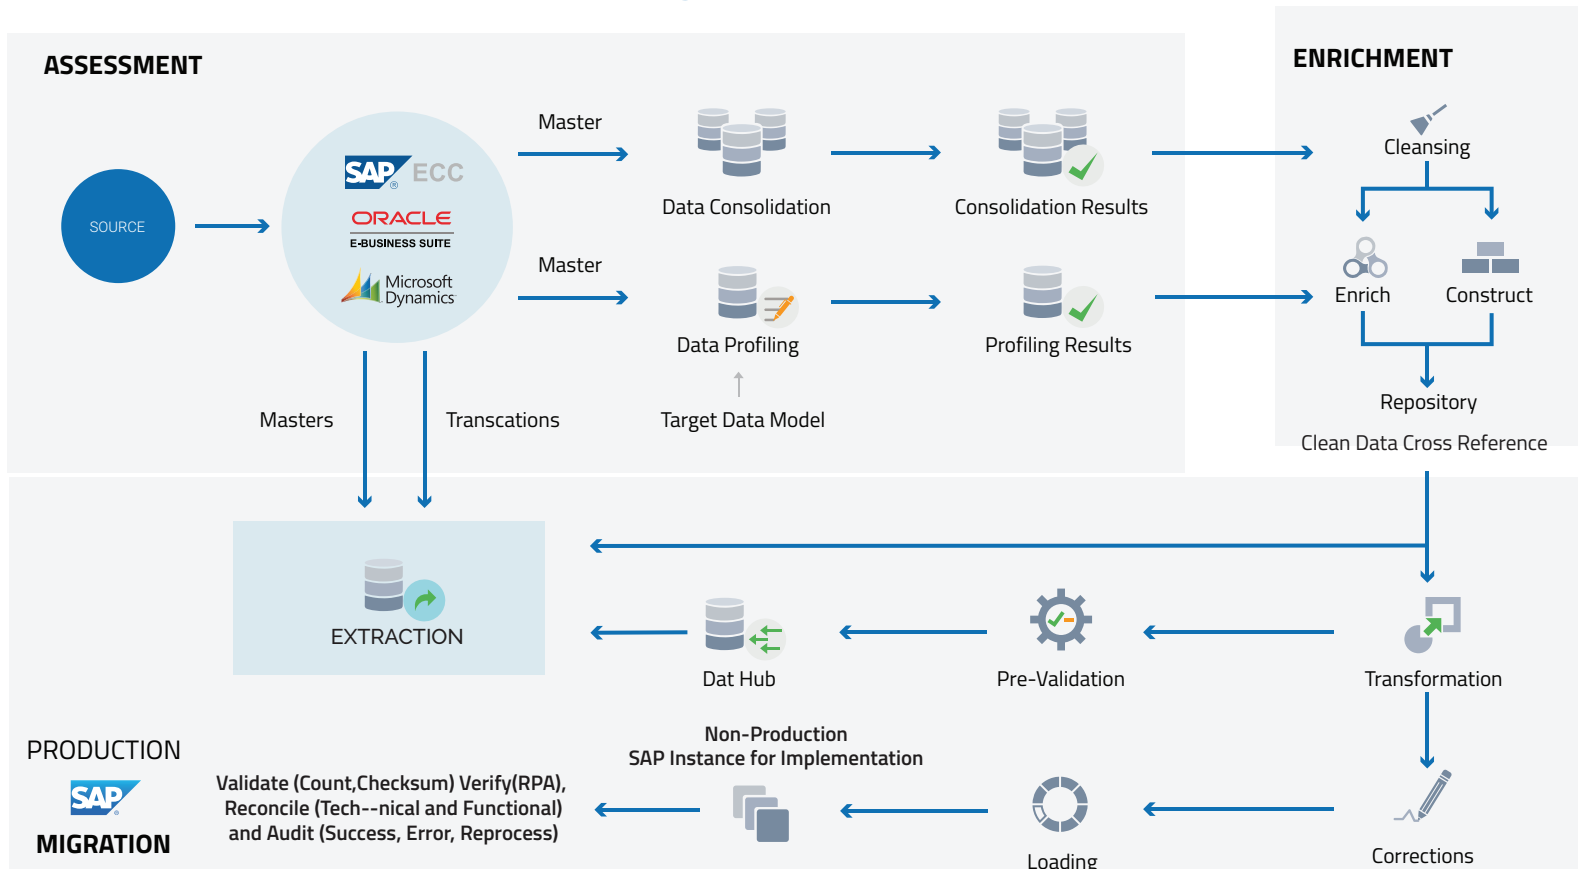 ASSESSMENT
ENRICHMENT
SOURCE
SAP ® ECC
ORACLE
E-BUSINESS SUITE
Microsoft
Dynamics
Master
Data Consolidation
Consolidation Results
Cleansing
Master
Data Profiling
Profiling Results
Enrich
Construct
Masters
Transcations
Target Data Model
Repository
Clean Data Cross Reference
EXTRACTION
Dat Hub
Pre-Validation
Transformation
PRODUCTION
SAP ®
MIGRATION
Validate (Count,Checksum) Verify(RPA),
Reconcile (Tech--nical and Functional)
and Audit (Success, Error, Reprocess)
Non-Production
SAP Instance for Implementation
Loading
Corrections